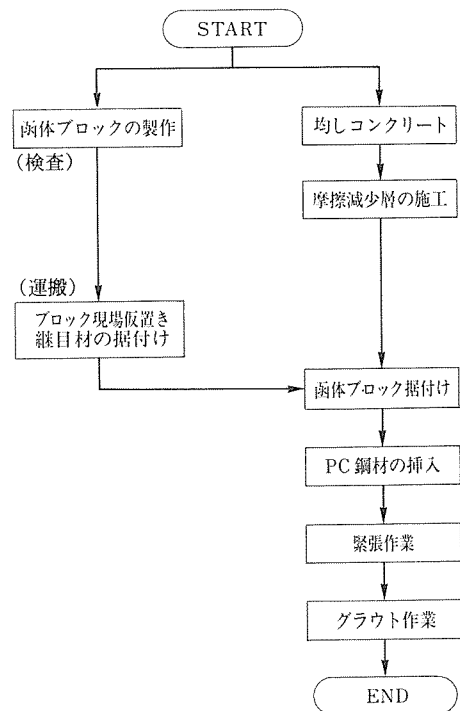 START
函体ブロックの製作
(検査)
(運搬)
ブロック現場仮置き
継目材の据付け
均しコンクリート
摩擦減少層の施工
函体ブロック据付け
PC鋼材の挿入
緊張作業
グラウト作業
END